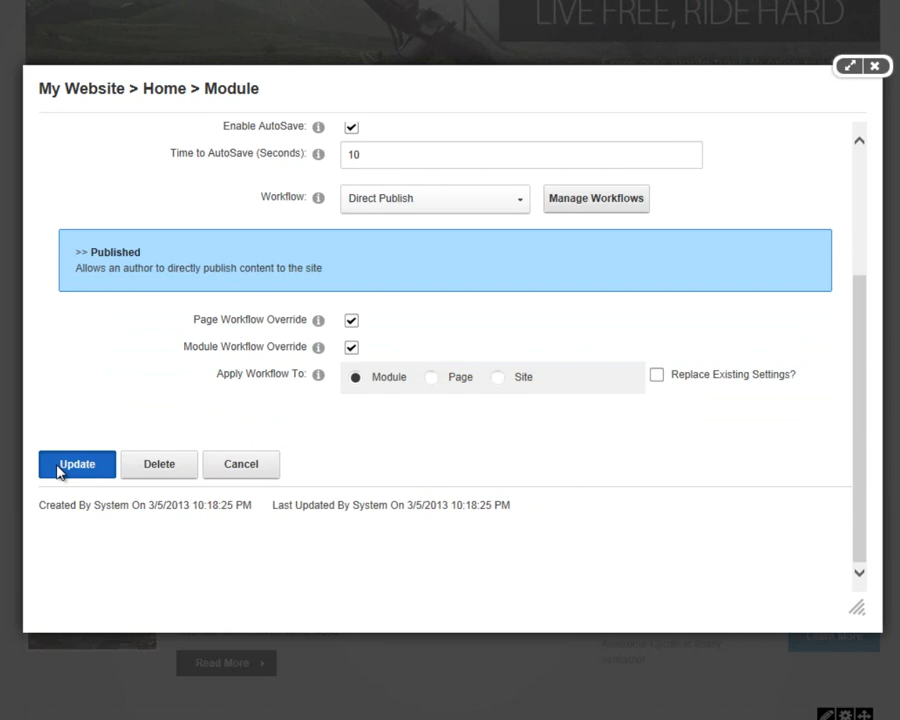 LIVE FREE, RIDE HARD
My Website > Home > Module
Enable AutoSave:
Time to AutoSave (Seconds): 10
Workflow: Direct Publish Manage Workflows
>> Published
Allows an author to directly publish content to the site
Page Workflow Override
Module Workflow Override
Apply Workflow To: Module Page Site Replace Existing Settings?
Update Delete Cancel
Created By System On 3/5/2013 10:18:25 PM Last Updated By System On 3/5/2013 10:18:25 PM
Learn More
Read More